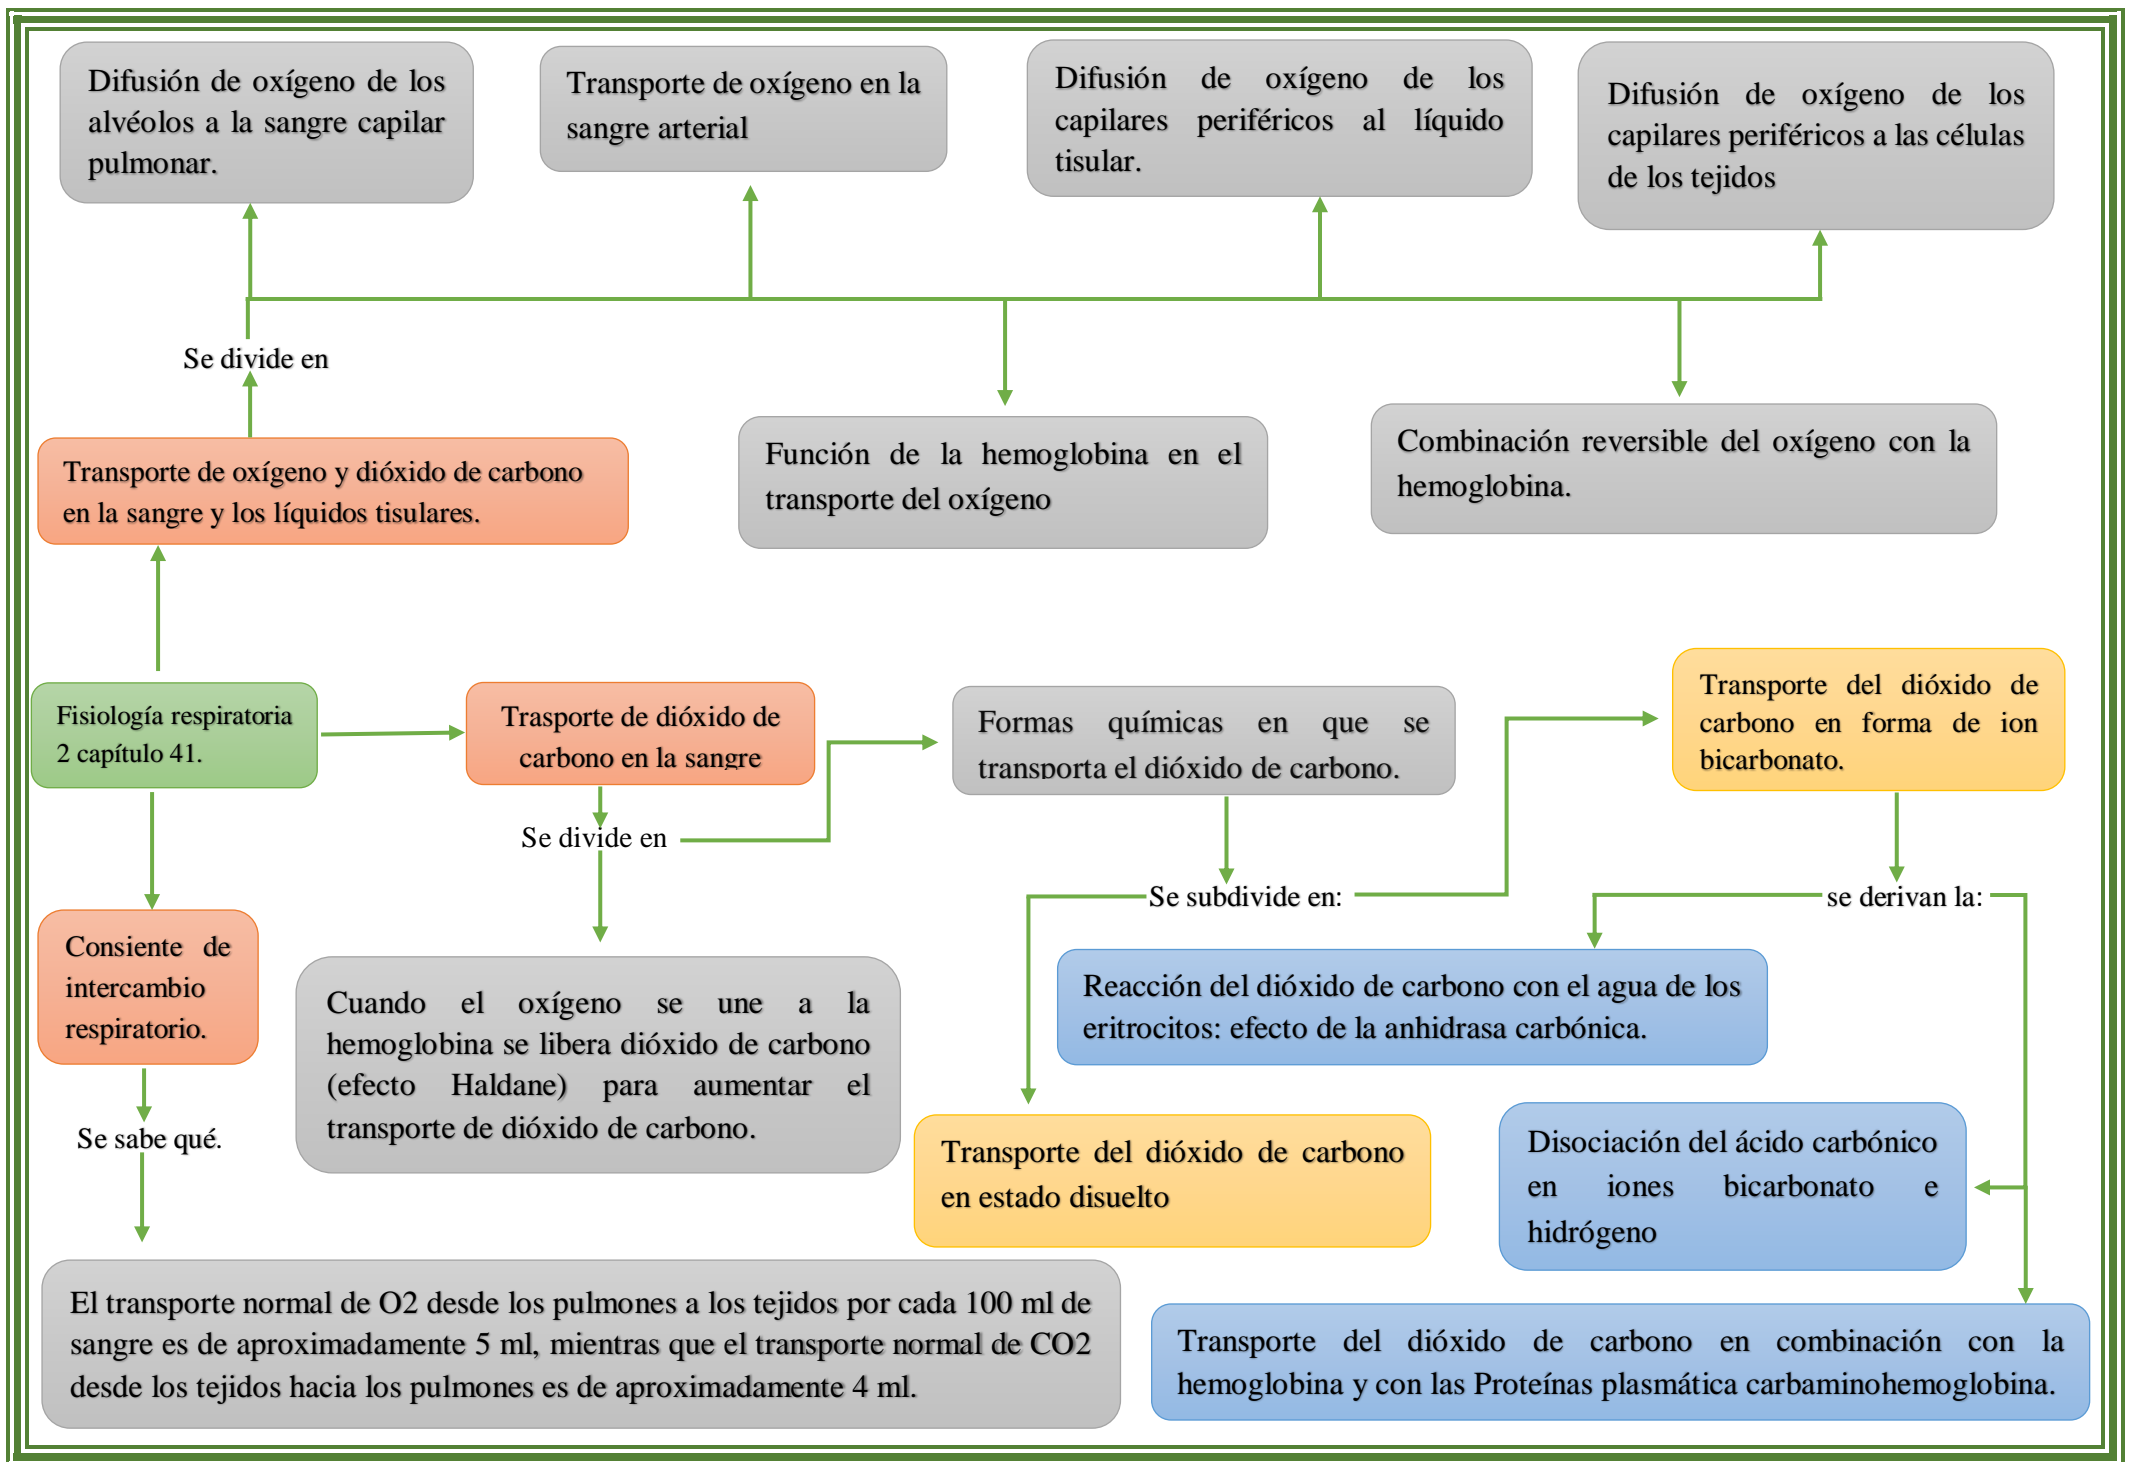 Difusión de oxígeno de los
alvéolos a la sangre capilar
pulmonar.
Transporte de oxígeno en la
sangre arterial
Difusión de oxígeno de los
capilares periféricos al líquido
tisular.
Difusión de oxígeno de los
capilares periféricos a las células
de los tejidos
Se divide en
Transporte de oxígeno y dióxido de carbono
en la sangre y los líquidos tisulares.
Función de la hemoglobina en el
transporte del oxígeno
Combinación reversible del oxígeno con la
hemoglobina.
Fisiología respiratoria
2 capítulo 41.
Trasporte de dióxido de
carbono en la sangre
Formas químicas en que se
transporta el dióxido de carbono.
Transporte del dióxido de
carbono en forma de ion
bicarbonato.
Se divide en
Se subdivide en:
se derivan la:
Consiente de
intercambio
respiratorio.
Cuando el oxígeno se une a la
hemoglobina se libera dióxido de carbono
(efecto Haldane) para aumentar el
transporte de dióxido de carbono.
Reacción del dióxido de carbono con el agua de los
eritrocitos: efecto de la anhidrasa carbónica.
Se sabe qué.
Transporte del dióxido de carbono
en estado disuelto
Disociación del ácido carbónico
en iones bicarbonato e
hidrógeno
El transporte normal de O2 desde los pulmones a los tejidos por cada 100 ml de
sangre es de aproximadamente 5 ml, mientras que el transporte normal de CO2
desde los tejidos hacia los pulmones es de aproximadamente 4 ml.
Transporte del dióxido de carbono en combinación con la
hemoglobina y con las Proteínas plasmática carbaminohemoglobina.